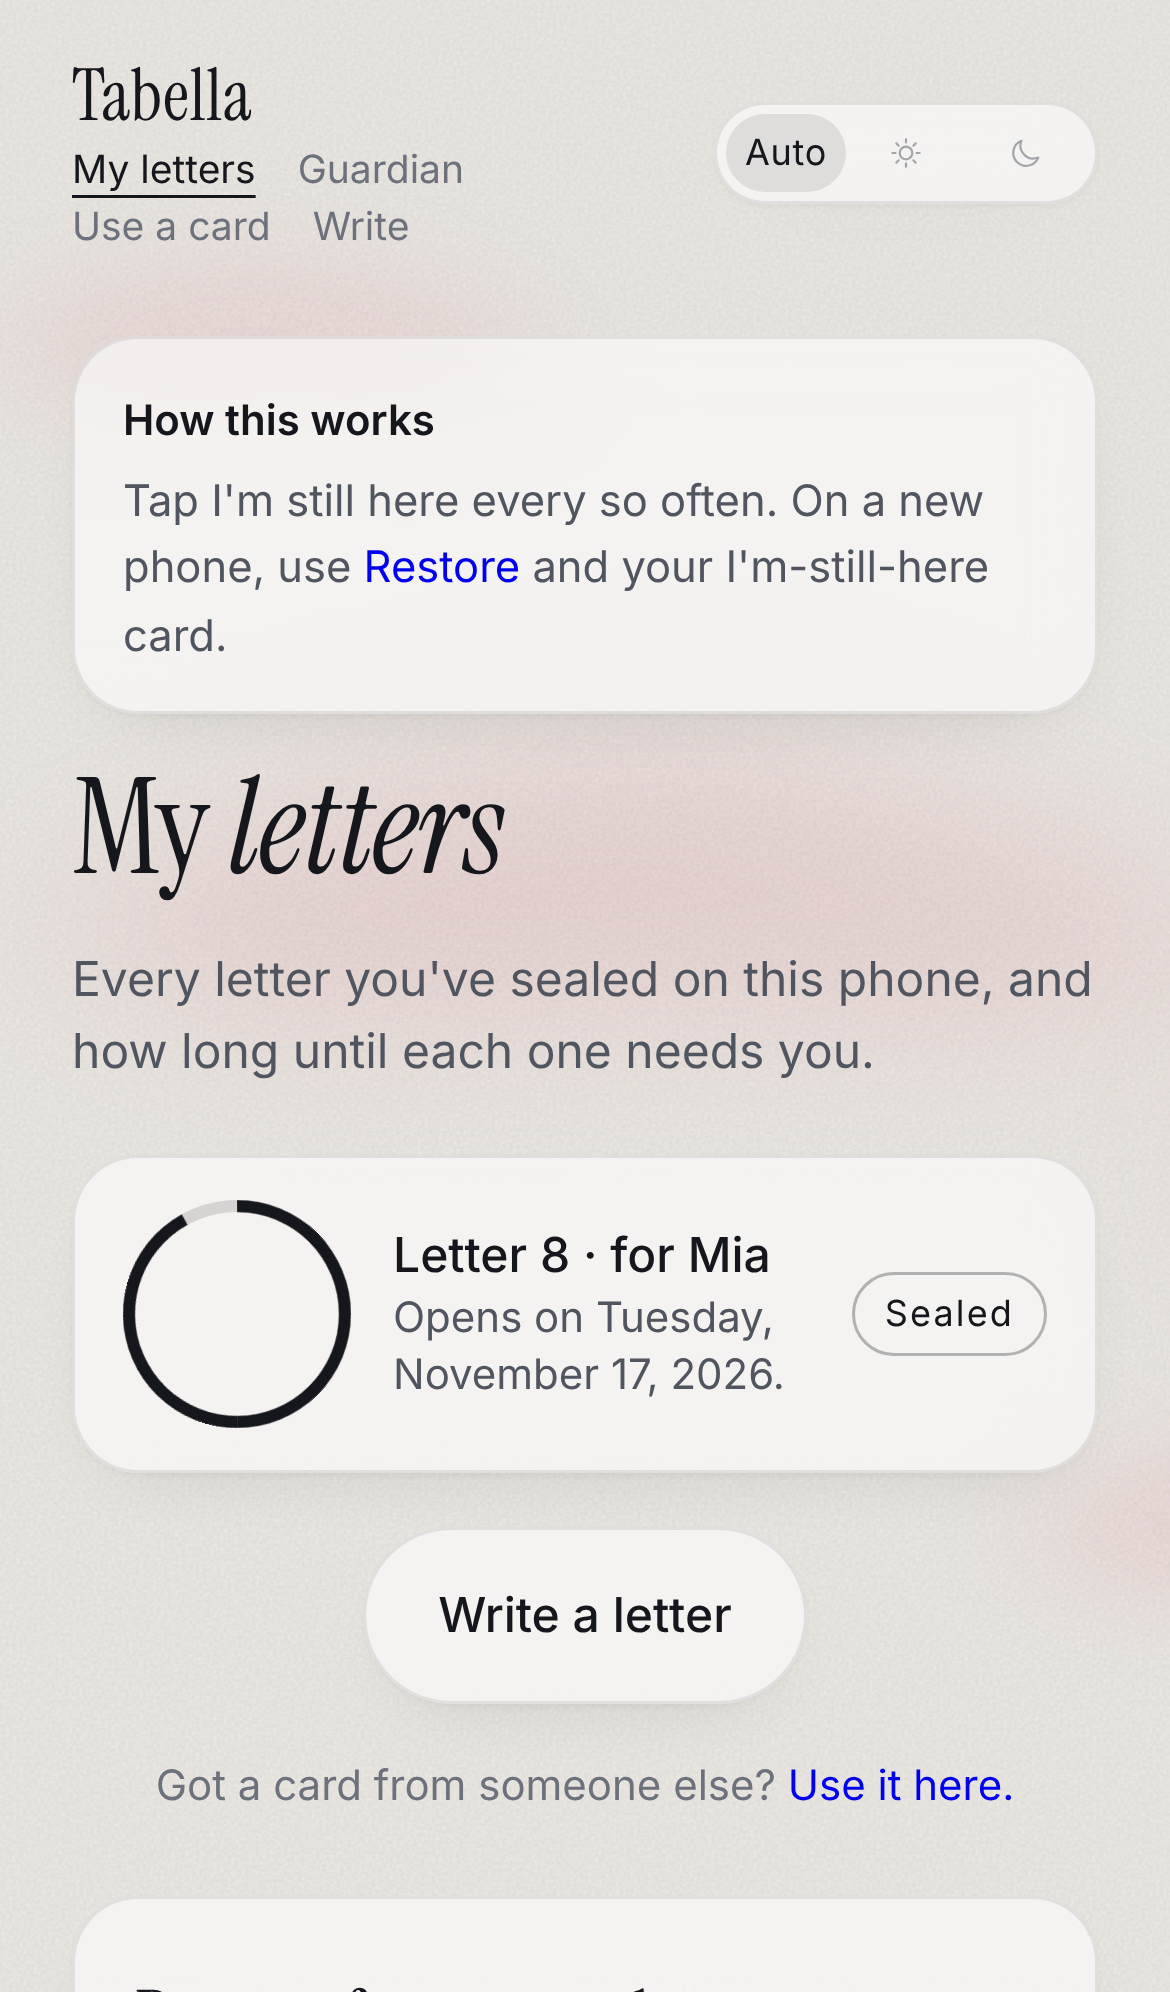 Tabella
My letters Guardian
Use a card Write
Auto
How this works
Tap I'm still here every so often. On a new
phone, use Restore and your I'm-still-here
card.
My letters
Every letter you've sealed on this phone, and
how long until each one needs you.
Letter 8 · for Mia
Opens on Tuesday,
November 17, 2026.
Sealed
Write a letter
Got a card from someone else? Use it here.